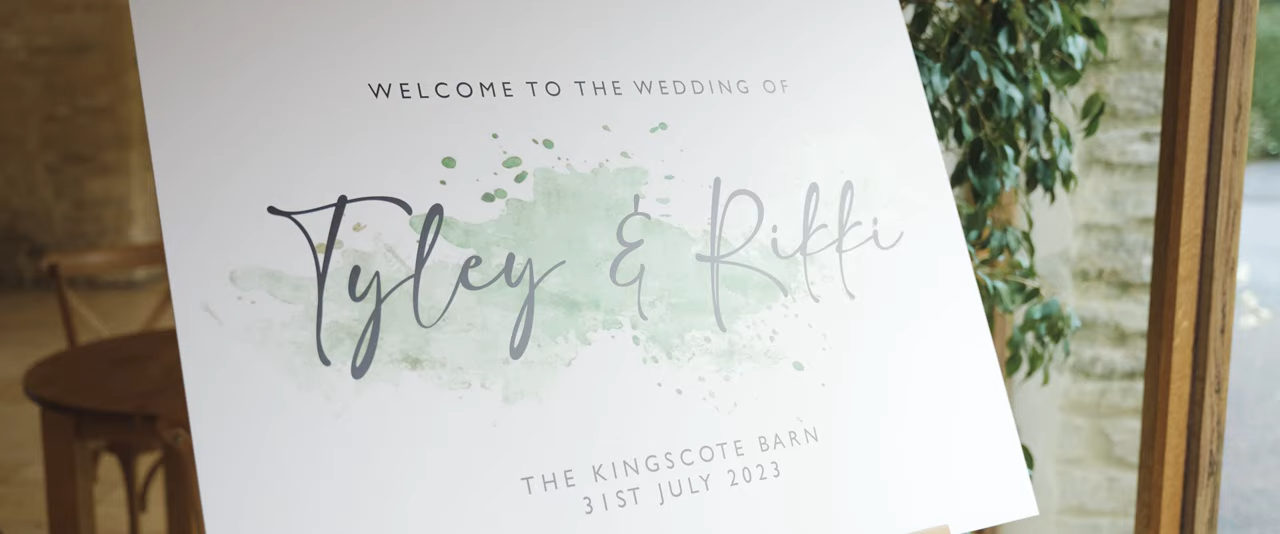 WELCOME TO THE WEDDING OF
Tyley & Rikki
THE KINGSCOTE BARN
31ST JULY 2023